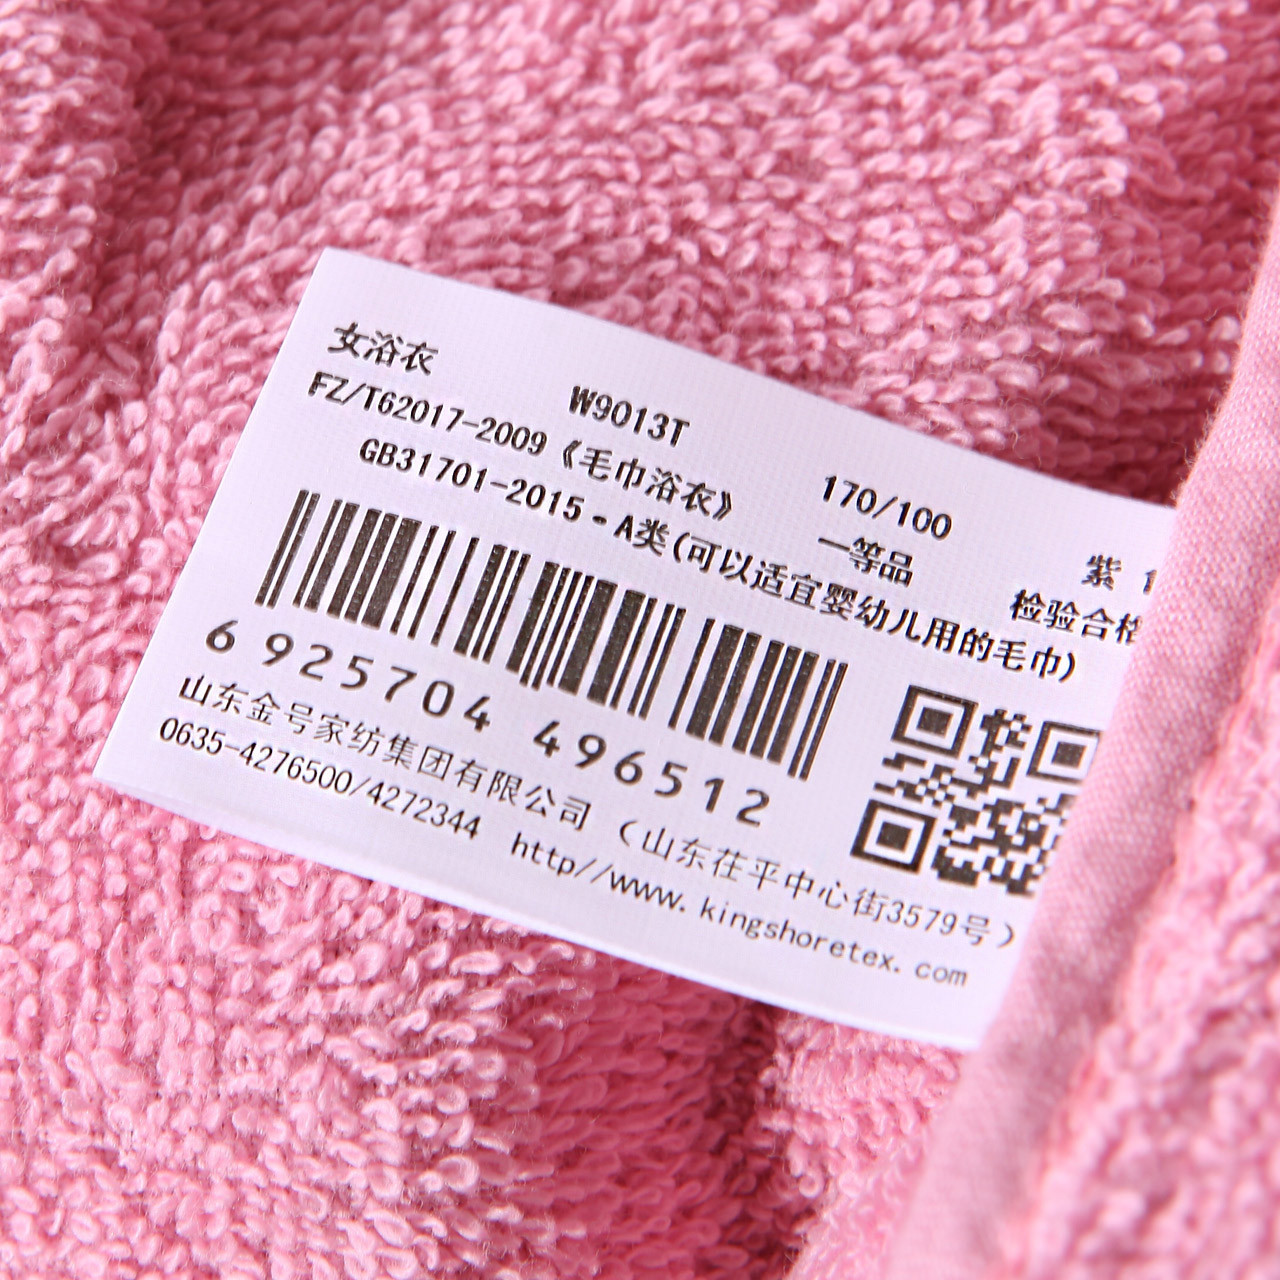 女浴衣 W9013T 170/100 紫
FZ/T62017-2009《毛巾浴衣》 一等品 检验合格
GB31701-2015·A类(可以适宜婴幼儿用的毛巾)
6 925704 496512
山东金号家纺集团有限公司(山东茌平中心街3579号)
0635-4276500/4272344 http//www.kingshoretex.com